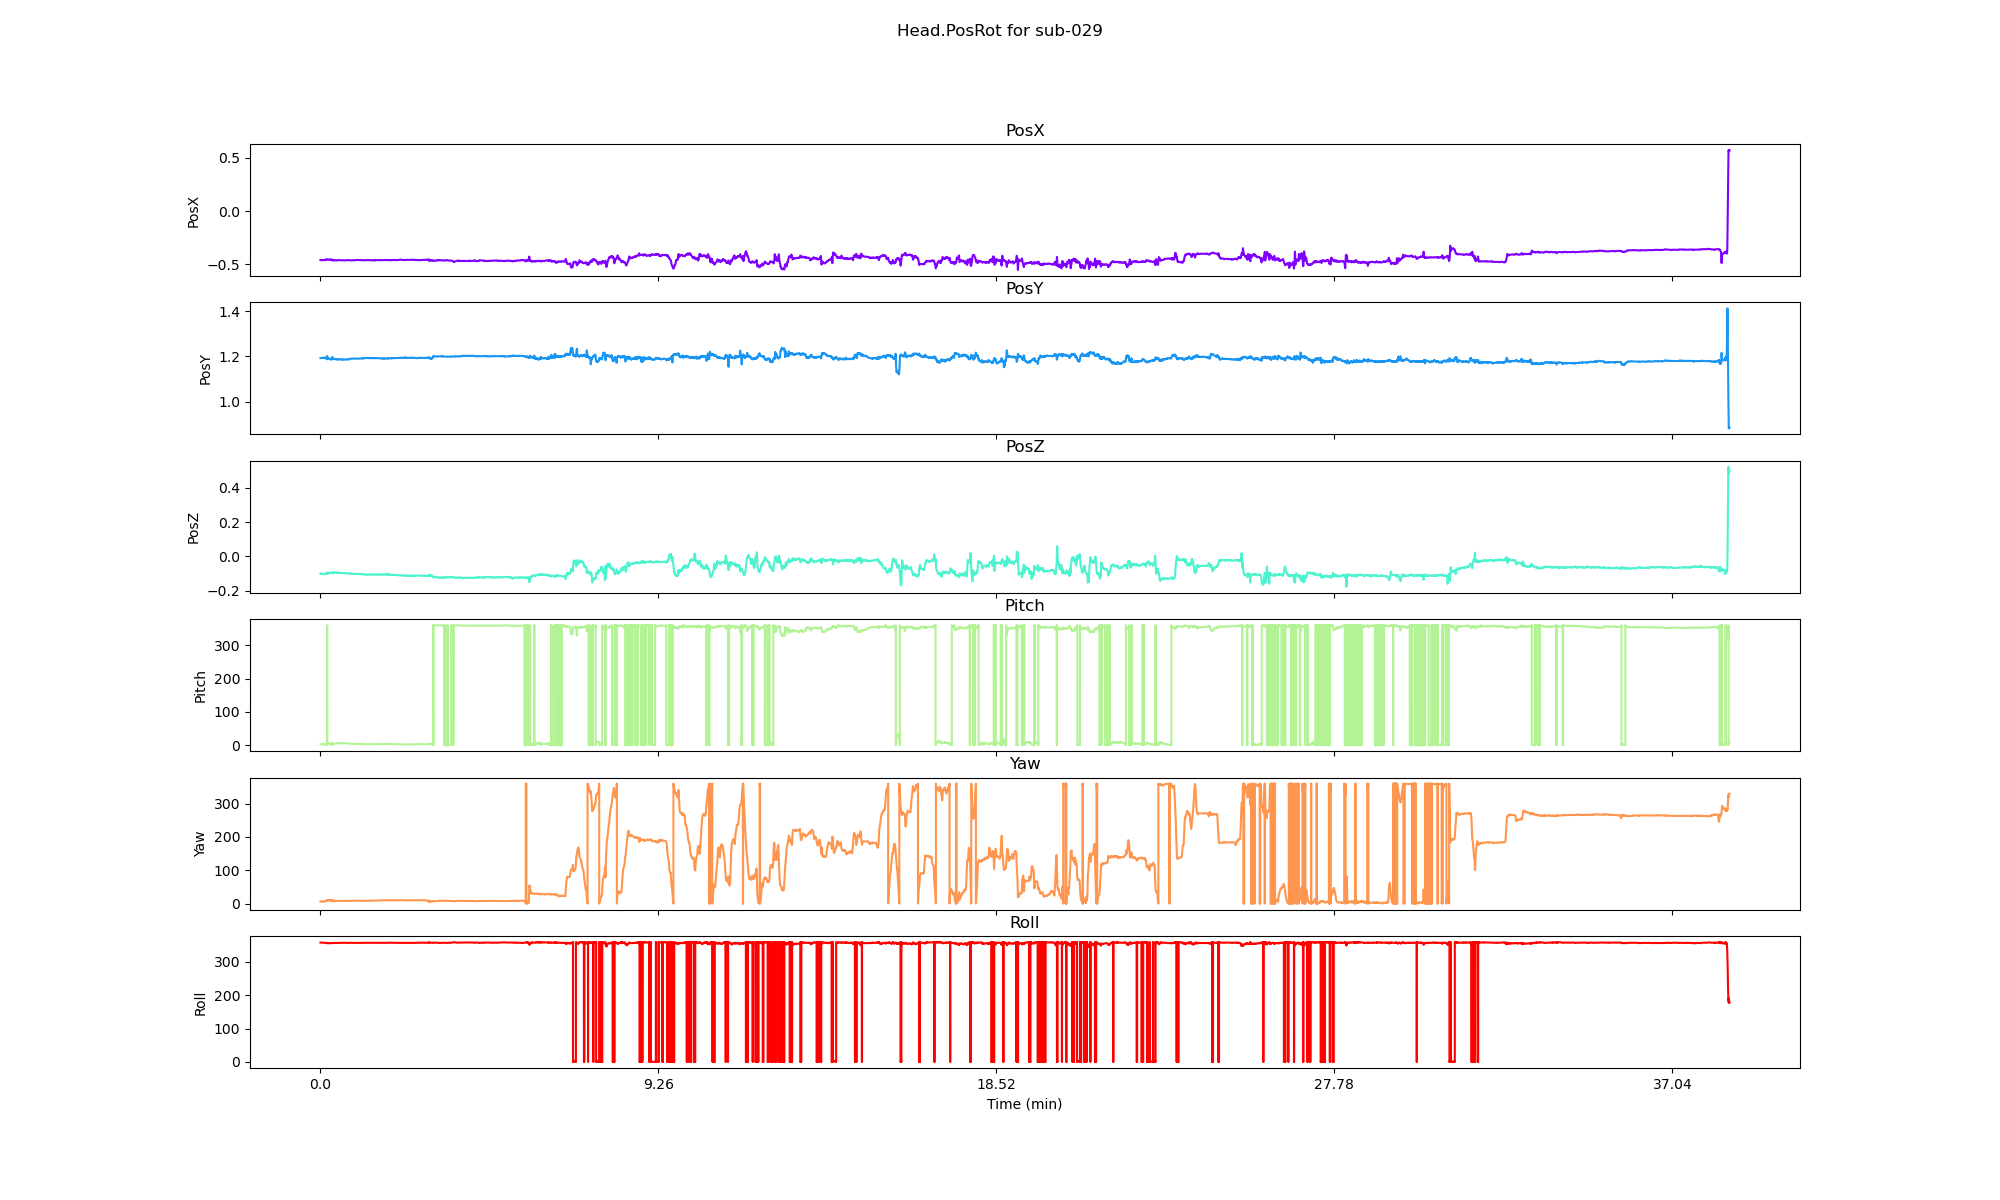 Head.PosRot for sub-029
PosX
0.5
0.0
−0.5
PosX
PosY
1.4
1.2
1.0
PosY
PosZ
0.4
0.2
0.0
−0.2
PosZ
Pitch
300
200
100
0
Pitch
Yaw
300
200
100
0
Yaw
Roll
300
200
100
0
Roll
0.0 9.26 18.52 27.78 37.04
Time (min)